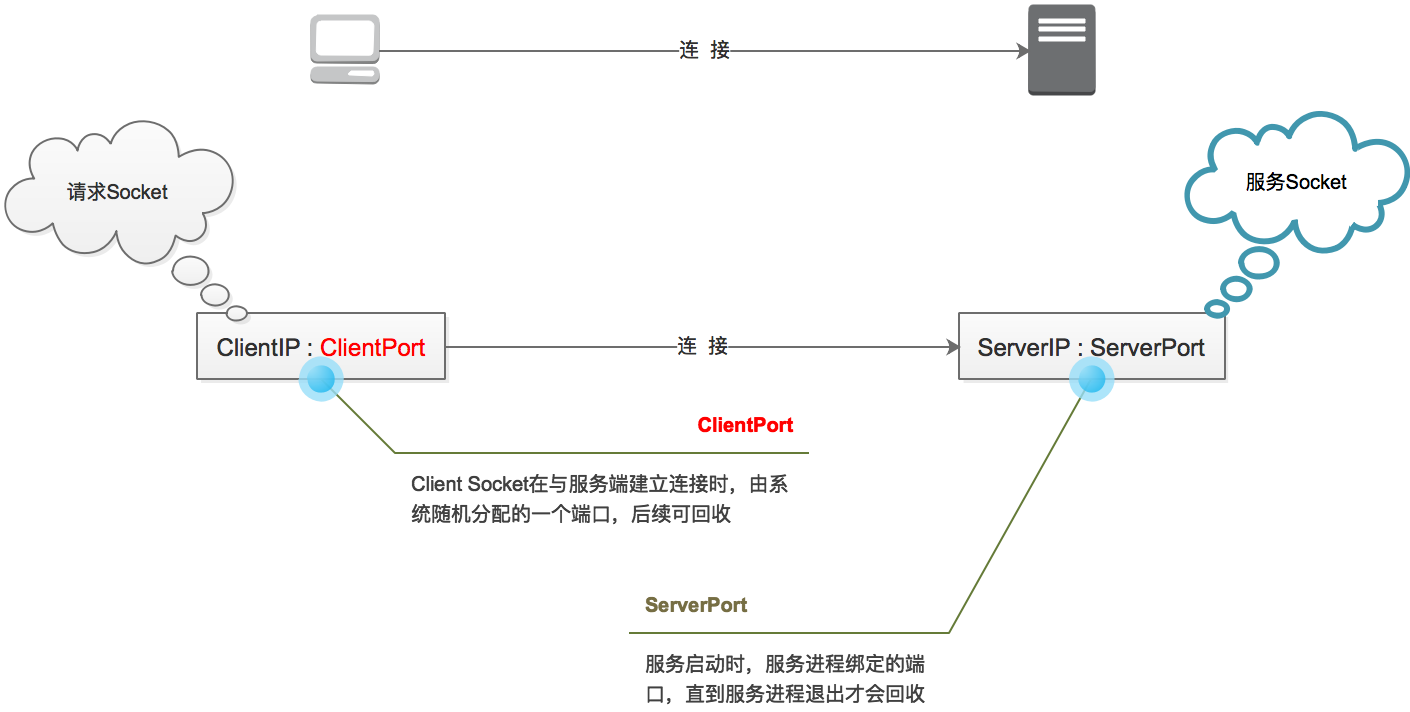 连 接
请求Socket
服务Socket
ClientIP : ClientPort
连 接
ServerIP : ServerPort
ClientPort
Client Socket在与服务端建立连接时，由系
统随机分配的一个端口，后续可回收
ServerPort
服务启动时，服务进程绑定的端
口，直到服务进程退出才会回收